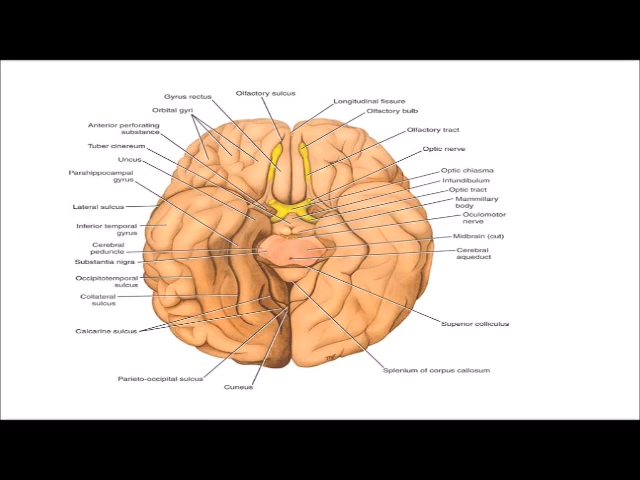 Gyrus rectus
Olfactory sulcus
Longitudinal fissure
Orbital gyri
Olfactory bulb
Anterior perforating
substance
Olfactory tract
Tuber cinereum
Optic nerve
Uncus
Parahippocampal
gyrus
Optic chiasma
Infundibulum
Optic tract
Mammillary
body
Lateral sulcus
Oculomotor
nerve
Inferior temporal
gyrus
Midbrain (cut)
Cerebral
peduncle
Cerebral
aqueduct
Substantia nigra
Occipitotemporal
sulcus
Collateral
sulcus
Calcarine sulcus
Superior colliculus
Parieto-occipital sulcus
Splenium of corpus callosum
Cuneus